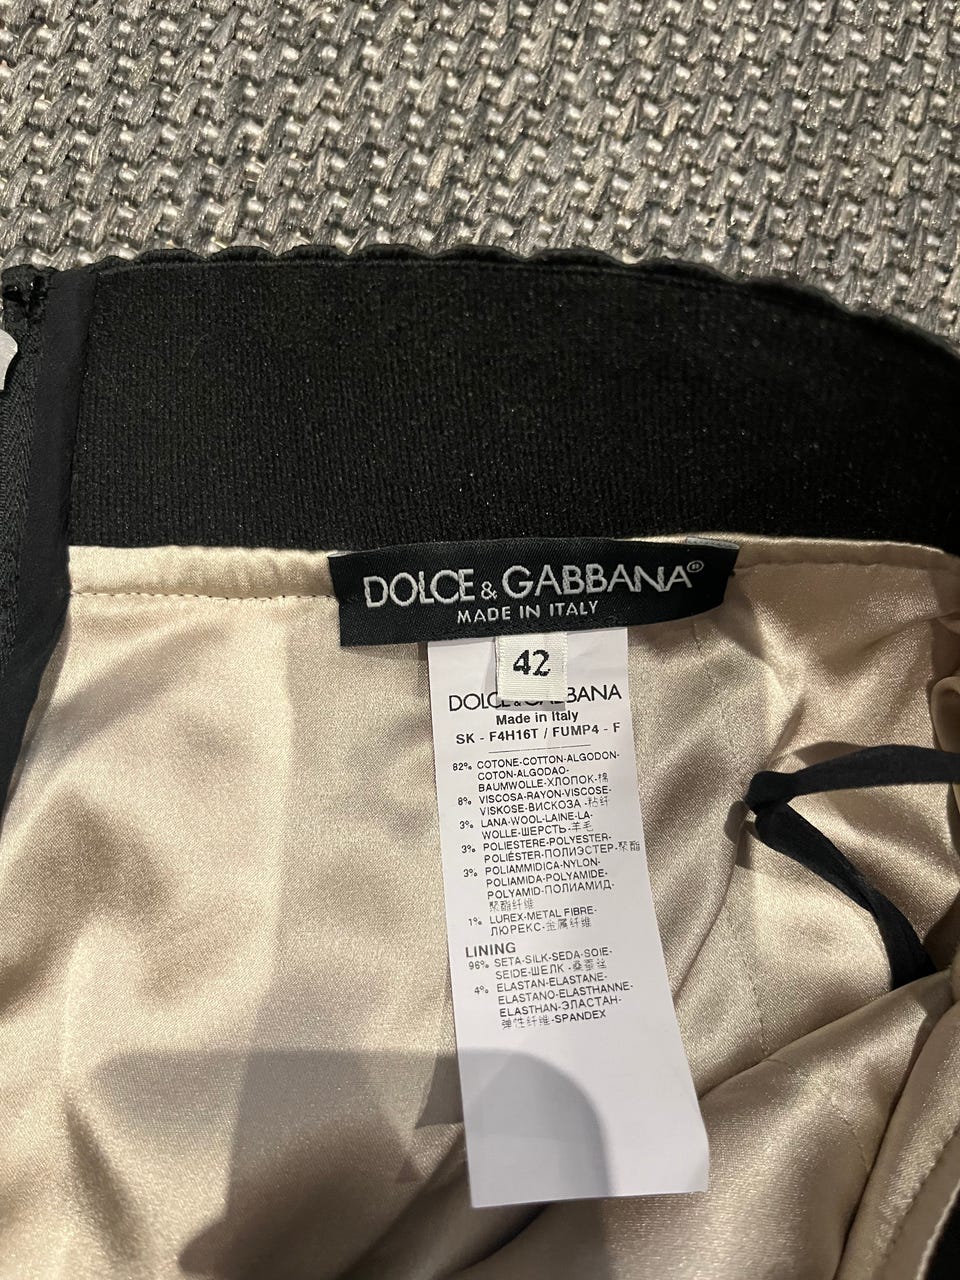 DOLCE & GABBANA®
MADE IN ITALY
42
DOLCE & GABBANA
Made in Italy
SK - F4H16T / FUMP4 - F
82% COTONE-COTTON-ALGODON-
COTON-ALGODAO-
BAUMWOLLE-ХЛОПОК-棉
8% VISCOSA-RAYON-VISCOSE-
VISKOSE-ВИСКОЗА-粘纤
3% LANA-WOOL-LAINE-LA-
WOLLE-ШЕРСТЬ-羊毛
3% POLIESTERE-POLYESTER-
POLIÉSTER-ПОЛИЭСТЕР-聚酯
3% POLIAMMIDICA-NYLON-
POLIAMIDA-POLYAMIDE-
POLYAMID-ПОЛИАМИД-
聚酯纤维
1% LUREX-METAL FIBRE-
ЛЮРЕКС-金属纤维
LINING
96% SETA-SILK-SEDA-SOIE-
SEIDE-ШЕЛК-桑蚕丝
4% ELASTAN-ELASTANE-
ELASTANO-ELASTHANNE-
ELASTHAN-ЭЛАСТАН-
弹性纤维-SPANDEX